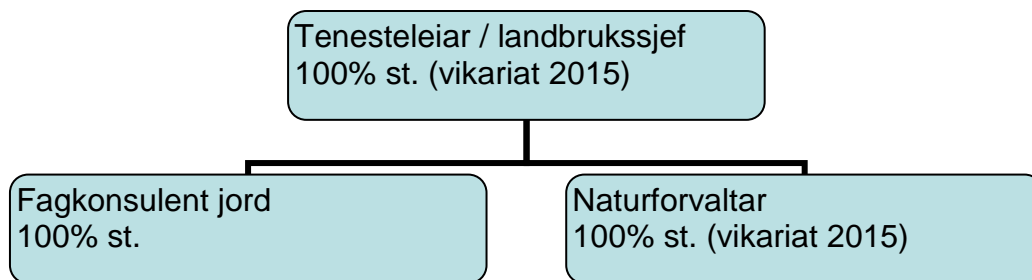 Tenesteleiar / landbrukssjef
100% st. (vikariat 2015)
Fagkonsulent jord
100% st.
Naturforvaltar
100% st. (vikariat 2015)